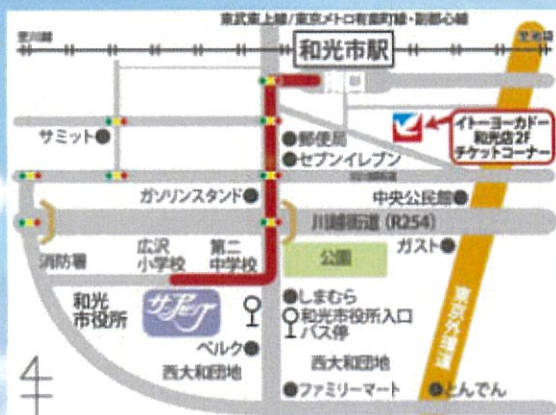 東武東上線/東京メトロ有楽町線・副都心線
至川越
和光市駅
至池袋
サミット
郵便局
セブンイレブン
イトーヨーカドー
和光店2F
チケットコーナー
ガソリンスタンド
中央公民館
川越街道(R254)
消防署
広沢
小学校
第二
中学校
公園
ガスト
和光
市役所
しまむら
和光市役所入口
バス停
東京外環道
ベルク
西大和団地
西大和団地
ファミリーマート
とんでん